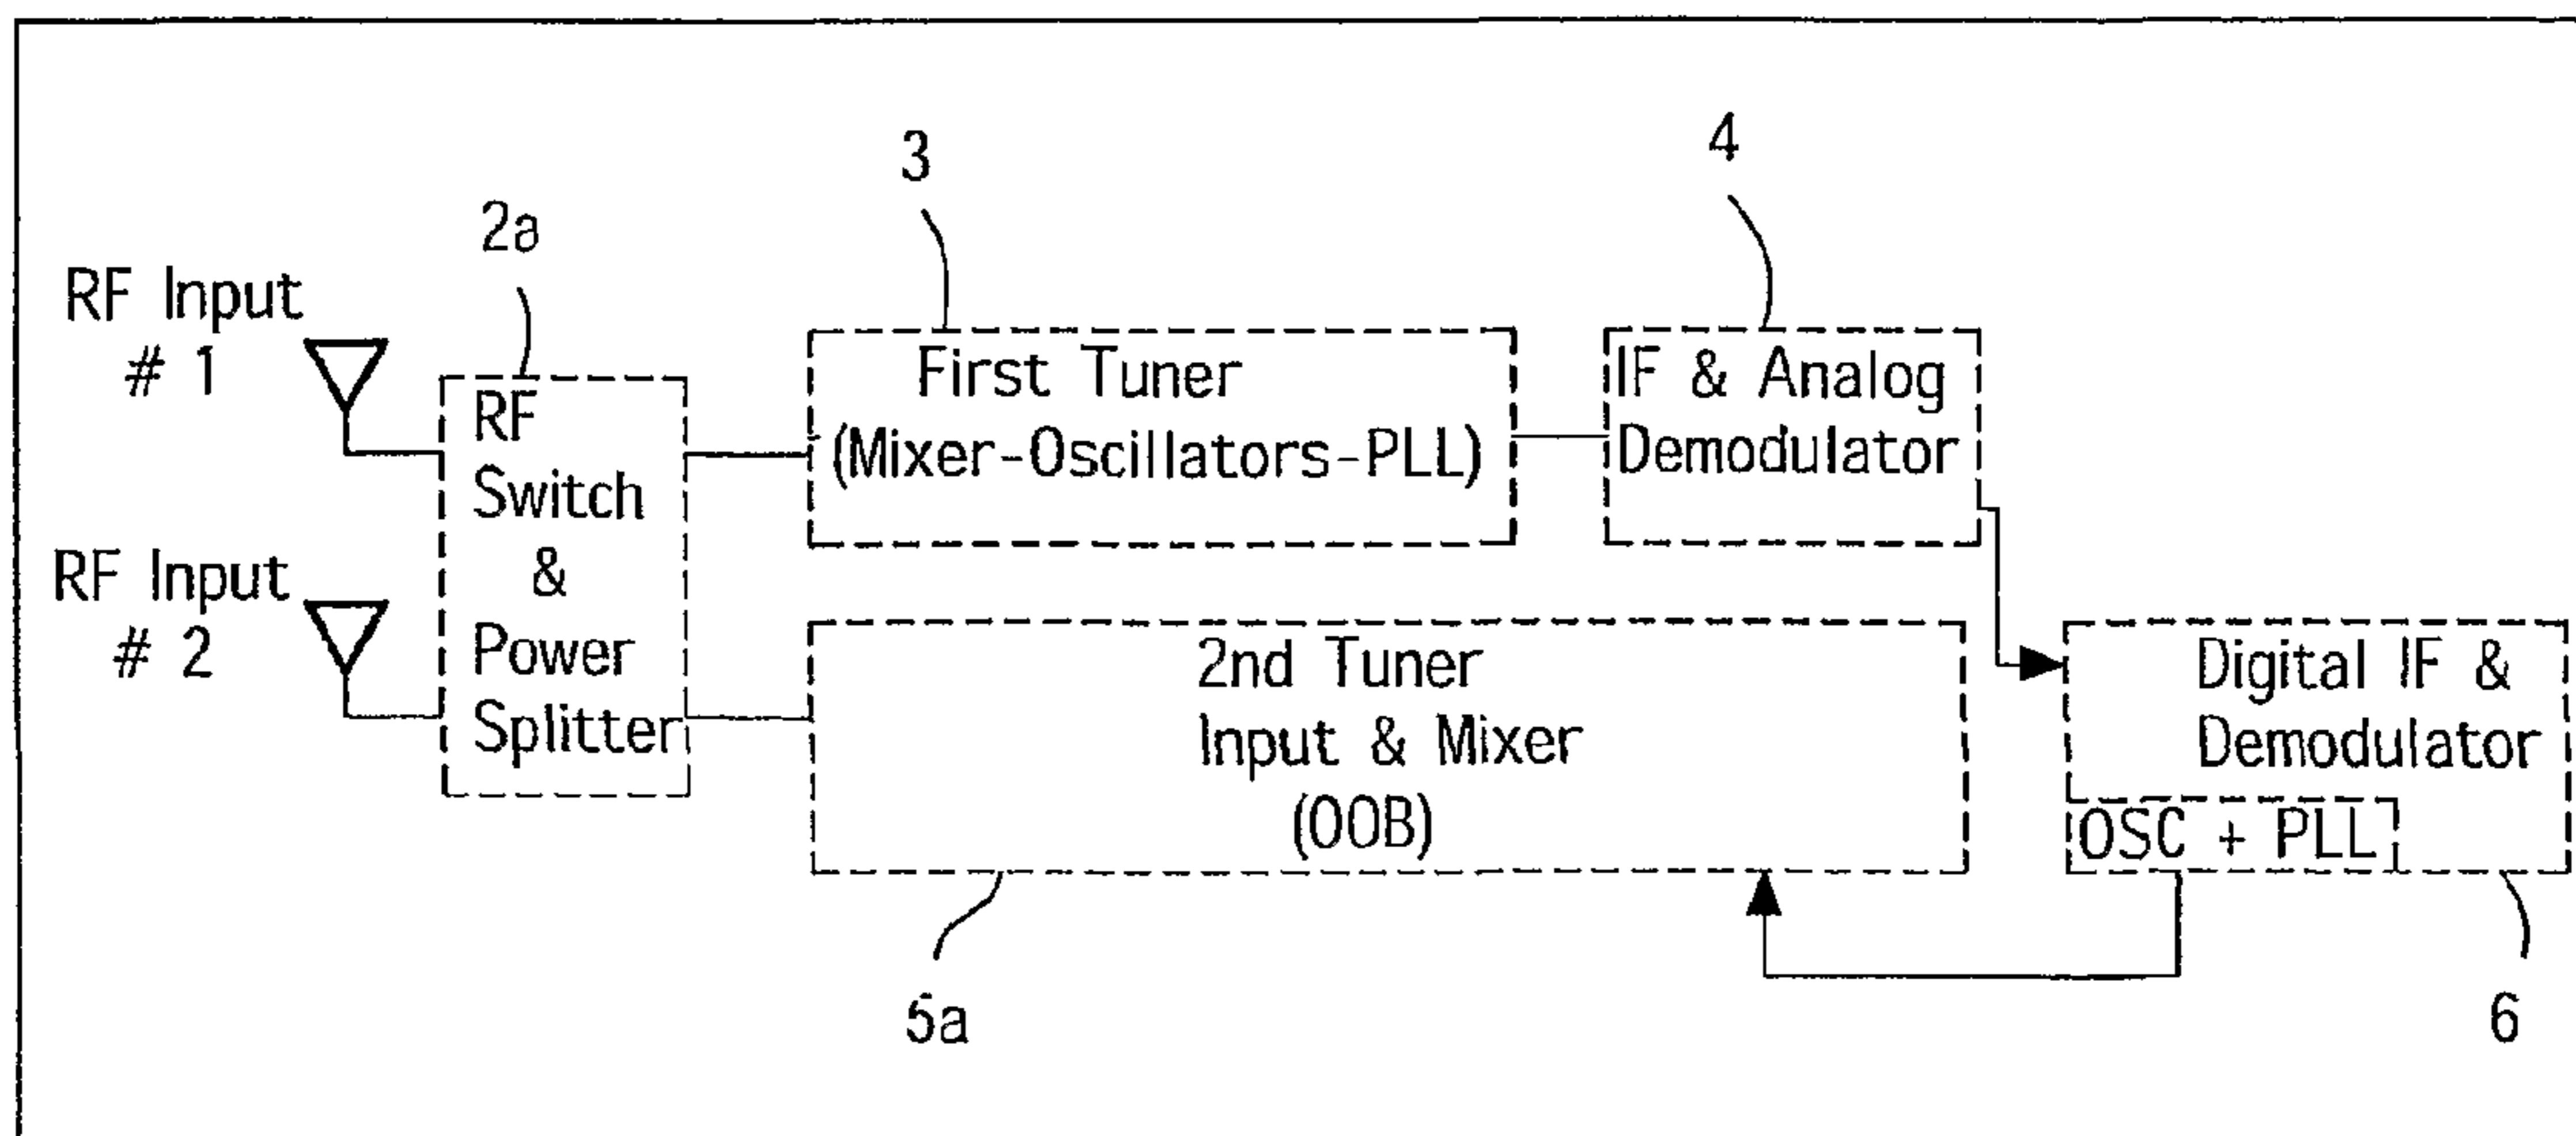 3
4
2a
RF Input
# 1
RF Input
# 2
RF
Switch
&
Power
Splitter
First Tuner
(Mixer-Oscillators-PLL)
IF & Analog
Demodulator
2nd Tuner
Input & Mixer
(OOB)
Digital IF &
Demodulator
OSC + PLL
5a
6